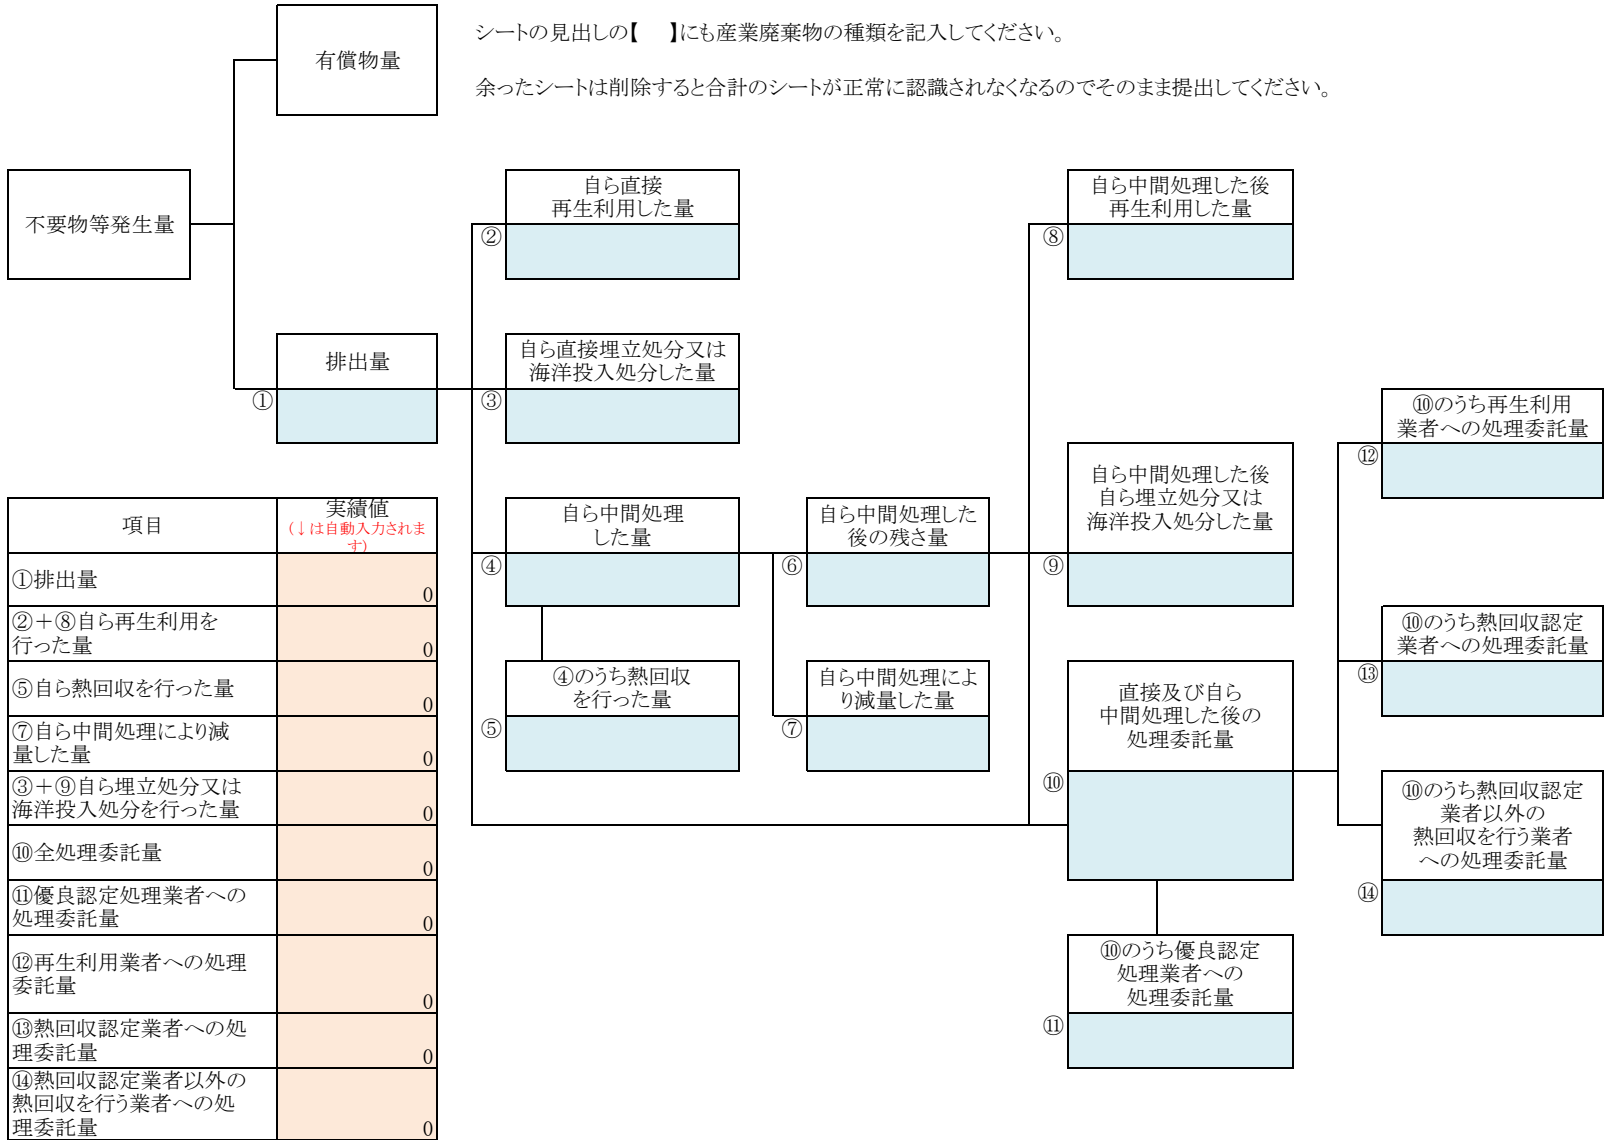 シートの見出しの【　】にも産業廃棄物の種類を記入してください。
有償物量
余ったシートは削除すると合計のシートが正常に認識されなくなるのでそのまま提出してください。
不要物等発生量
自ら直接
再生利用した量
②
自ら中間処理した後
再生利用した量
⑧
排出量
①
自ら直接埋立処分又は
海洋投入処分した量
③
⑩のうち再生利用
業者への処理委託量
⑫
自ら中間処理
した量
④
自ら中間処理した
後の残さ量
⑥
自ら中間処理した後
自ら埋立処分又は
海洋投入処分した量
⑨
⑩のうち熱回収認定
業者への処理委託量
⑬
④のうち熱回収
を行った量
⑤
自ら中間処理によ
り減量した量
⑦
直接及び自ら
中間処理した後の
処理委託量
⑩
⑩のうち熱回収認定
業者以外の
熱回収を行う業者
への処理委託量
⑭
⑩のうち優良認定
処理業者への
処理委託量
⑪
項目
実績値
(↓は自動入力されま
す)
①排出量
0
②＋⑧自ら再生利用を
行った量
0
⑤自ら熱回収を行った量
0
⑦自ら中間処理により減
量した量
0
③＋⑨自ら埋立処分又は
海洋投入処分を行った量
0
⑩全処理委託量
0
⑪優良認定処理業者への
処理委託量
0
⑫再生利用業者への処理
委託量
0
⑬熱回収認定業者への処
理委託量
0
⑭熱回収認定業者以外の
熱回収を行う業者への処
理委託量
0